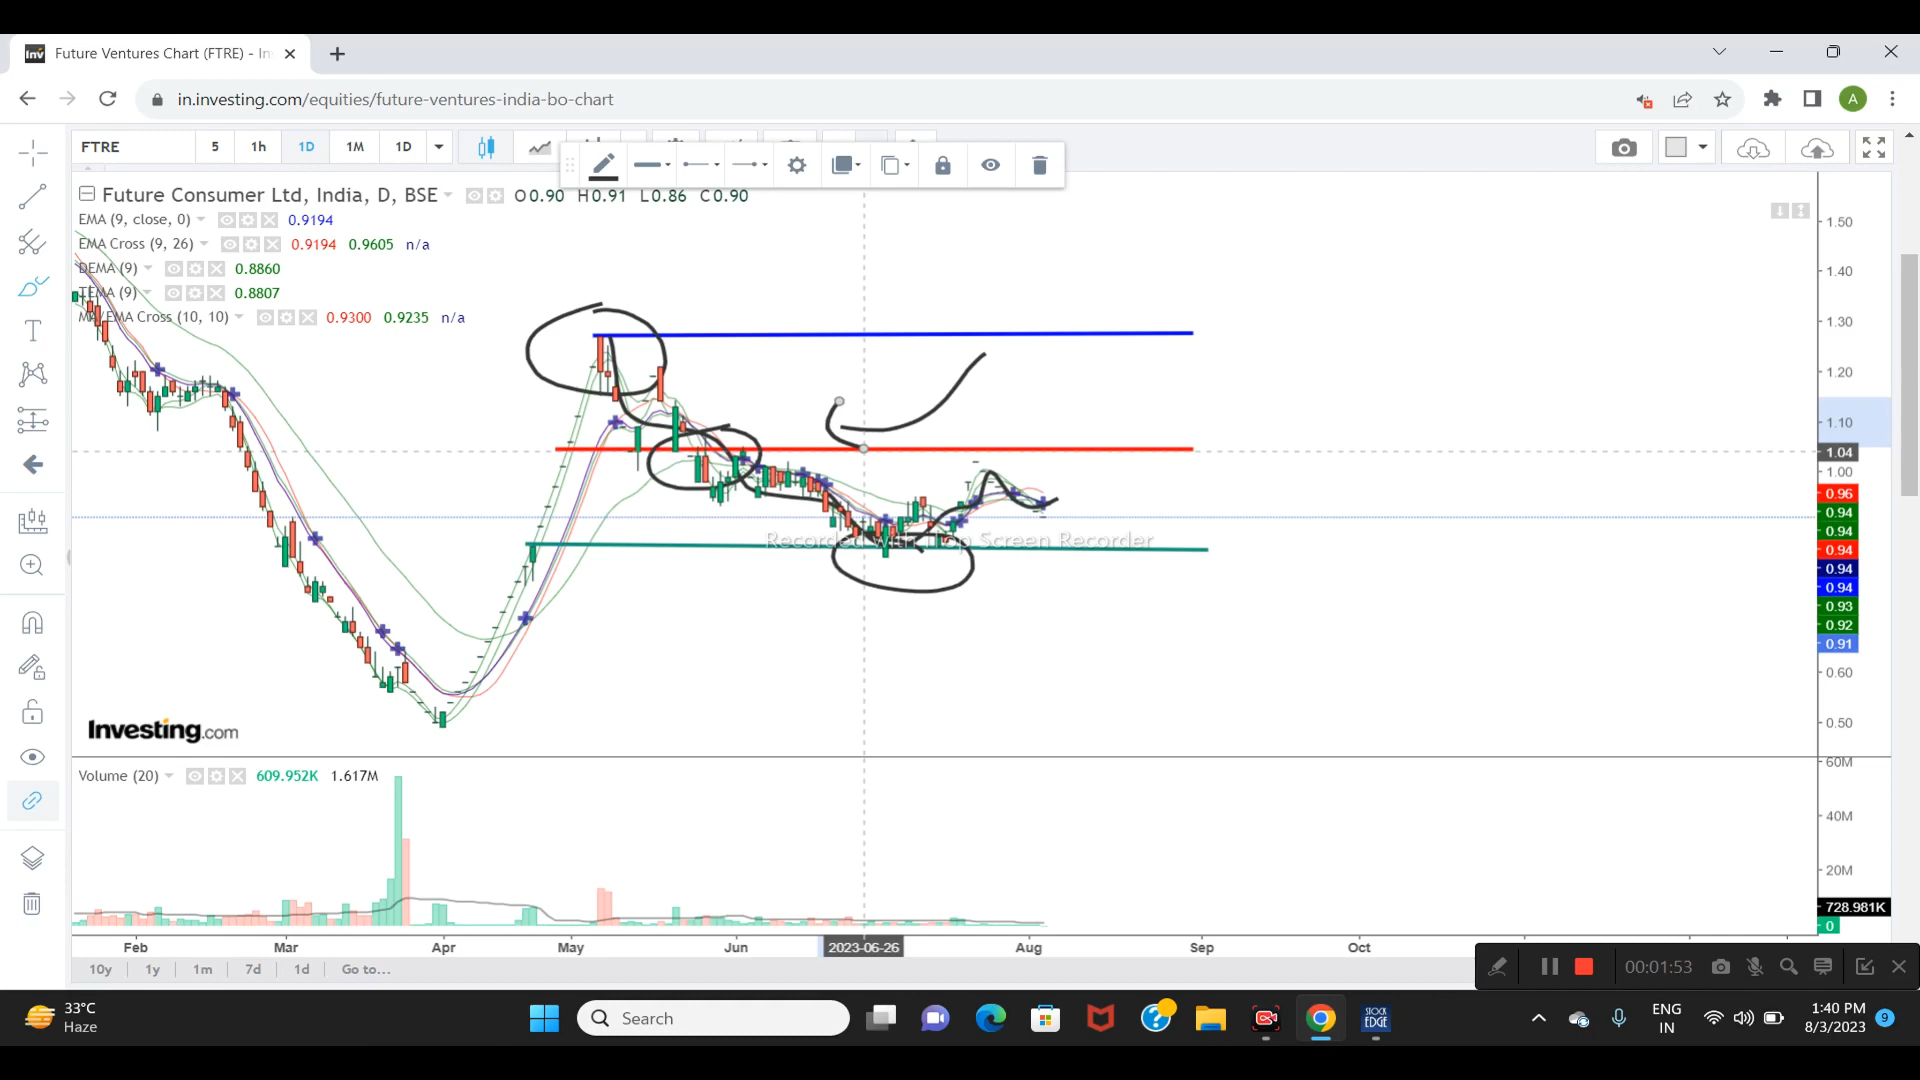 Inv Future Ventures Chart (FTRE) - In
in.investing.com/equities/future-ventures-india-bo-chart
A
FTRE 5 1h 1D 1M 1D
Future Consumer Ltd, India, D, BSE O0.90 H0.91 L0.86 C0.90
EMA (9, close, 0) 0.9194
EMA Cross (9, 26) 0.9194 0.9605 n/a
DEMA (9) 0.8860
TEMA (9) 0.8807
MA/EMA Cross (10, 10) 0.9300 0.9235 n/a
1.50
1.40
1.30
1.20
1.10
1.04
1.00
0.96
0.94
0.94
0.94
0.94
0.94
0.93
0.92
0.91
0.60
0.50
Recorded with iTop Screen Recorder
Investing.com
Volume (20) 609.952K 1.617M
60M
40M
20M
728.981K
0
Feb Mar Apr May Jun 2023-06-26 Aug Sep Oct
10y 1y 1m 7d 1d Go to...
00:01:53
33°C
Haze
Search
STOCK
EDGE
ENG
IN
1:40 PM
8/3/2023
9